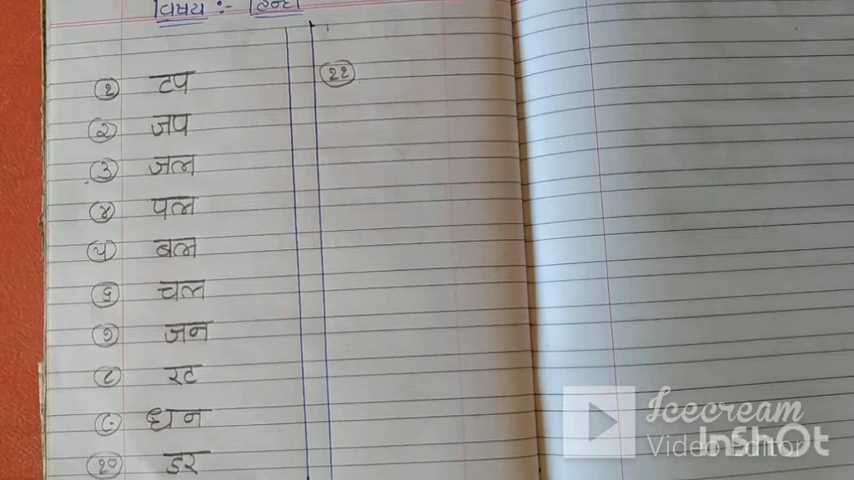 विषय :- हिन्दी
१ टप
२ जप
३ जल
४ पल
५ बल
६ चल
७ जन
८ रट
९ धन
१० डर
११
Icecream
Video Editor
InShOt